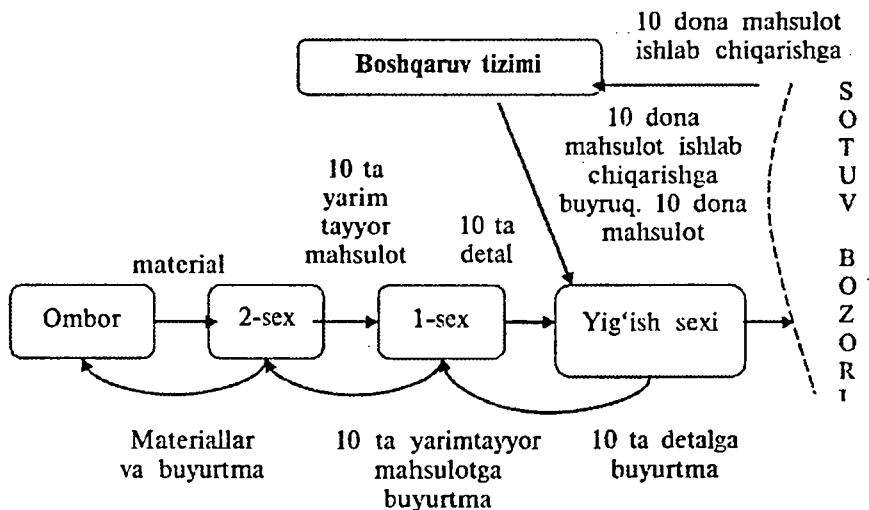 10 dona mahsulot
ishlab chiqarishga
Boshqaruv tizimi
10 dona
mahsulot ishlab
chiqarishga
buyruq. 10 dona
mahsulot
10 ta
yarim
tayyor
mahsulot
10 ta
detal
material
Ombor
2-sex
1-sex
Yig‘ish sexi
SOTUV BOZORI
Materiallar
va buyurtma
10 ta yarimtayyor
mahsulotga
buyurtma
10 ta detalga
buyurtma